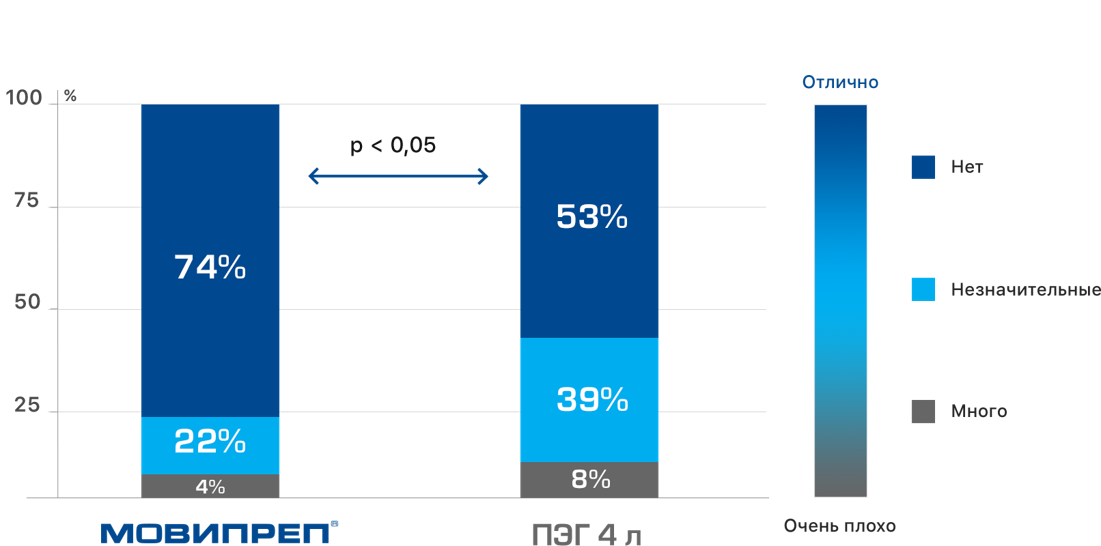 Отлично
100 %
75
50
25
p < 0,05
74%
22%
4%
53%
39%
8%
МОВИПРЕП®
ПЭГ 4 л
Очень плохо
Нет
Незначительные
Много